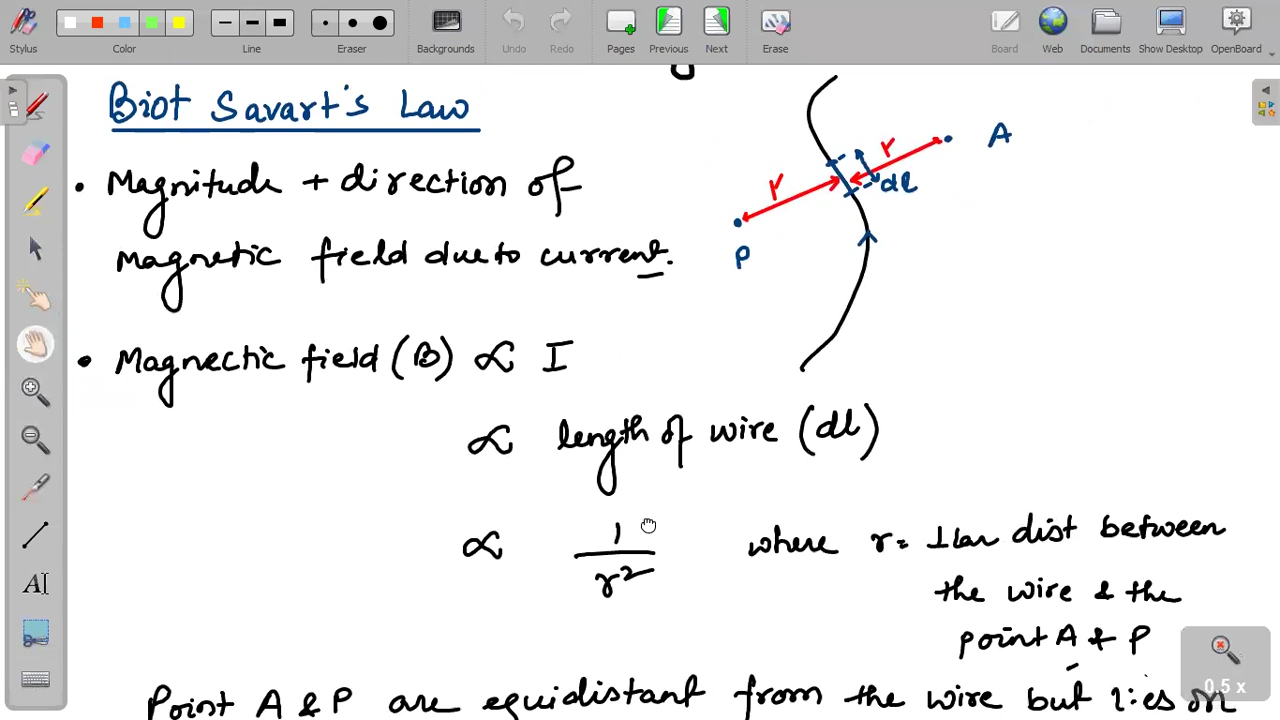 Stylus
Color
Line
Eraser
Backgrounds
Undo
Redo
Pages
Previous
Next
Erase
Board
Web
Documents
Show Desktop
OpenBoard
Biot Savart's Law
• Magnitude + direction of
magnetic field due to current.
r
r
A
dl
P
• Magnectic field (B) ∝ I
∝ length of wire (dl)
∝ 1/r² where r = ⊥lar dist between
the wire & the
point A & P
Point A & P are equidistant from the wire but lies on
0.5 x